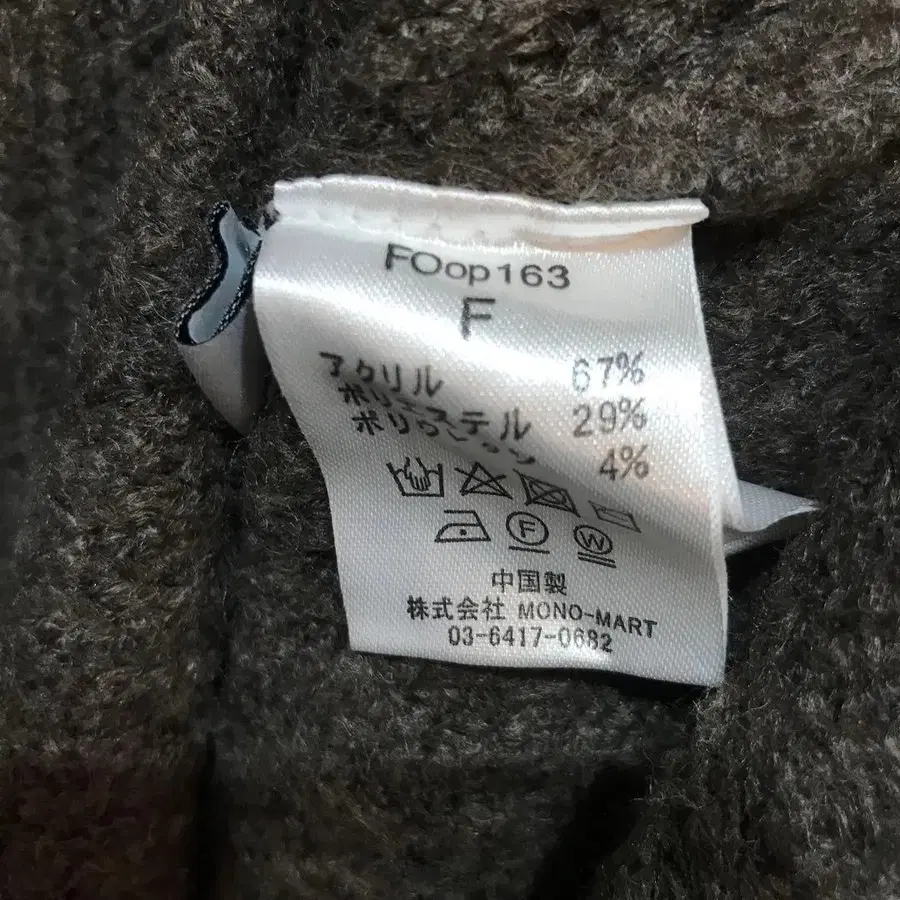 FOop163
F
アクリル 67%
ポリエステル 29%
ポリウレタン 4%
F W
中国製
株式会社 MONO-MART
03-6417-0682